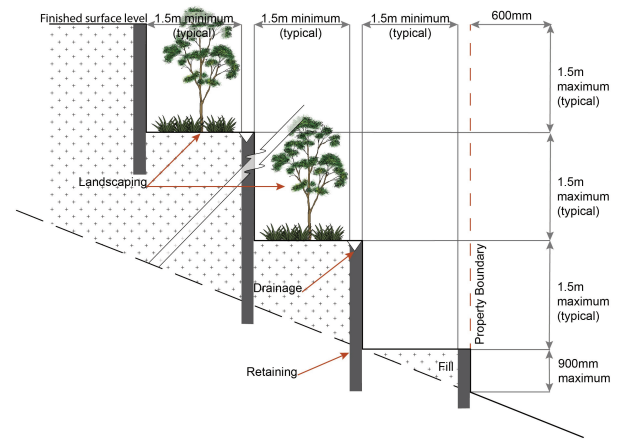 Finished surface level
1.5m minimum
(typical)
1.5m minimum
(typical)
1.5m minimum
(typical)
600mm
1.5m
maximum
(typical)
Landscaping
1.5m
maximum
(typical)
Drainage
Property Boundary
1.5m
maximum
(typical)
Retaining
Fill
900mm
maximum